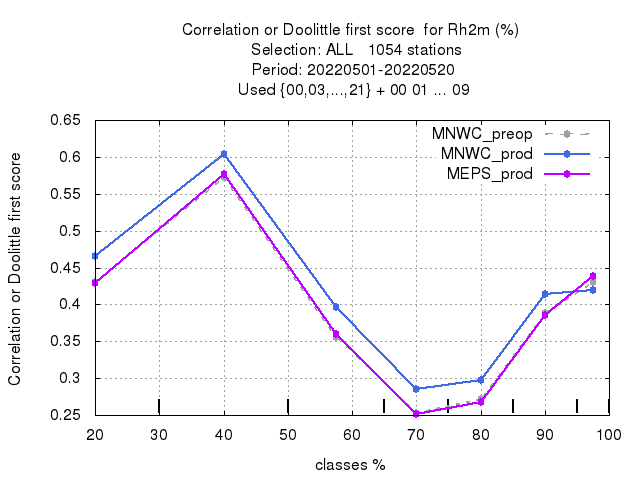 Correlation or Doolittle first score  for Rh2m (%)
Selection: ALL   1054 stations
Period: 20220501-20220520
Used {00,03,...,21} + 00 01 ... 09
MNWC_preop
MNWC_prod
MEPS_prod
Correlation or Doolittle first score
0.65
0.6
0.55
0.5
0.45
0.4
0.35
0.3
0.25
20 30 40 50 60 70 80 90 100
classes %